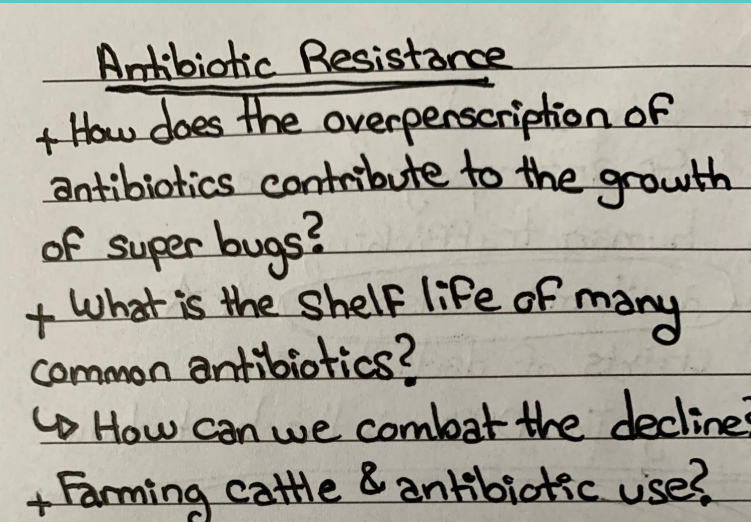 Antibiotic Resistance
+ How does the overpenscription of
antibiotics contribute to the growth
of super bugs?
+ What is the shelf life of many
common antibiotics?
↳ How can we combat the decline?
+ Farming cattle & antibiotic use?